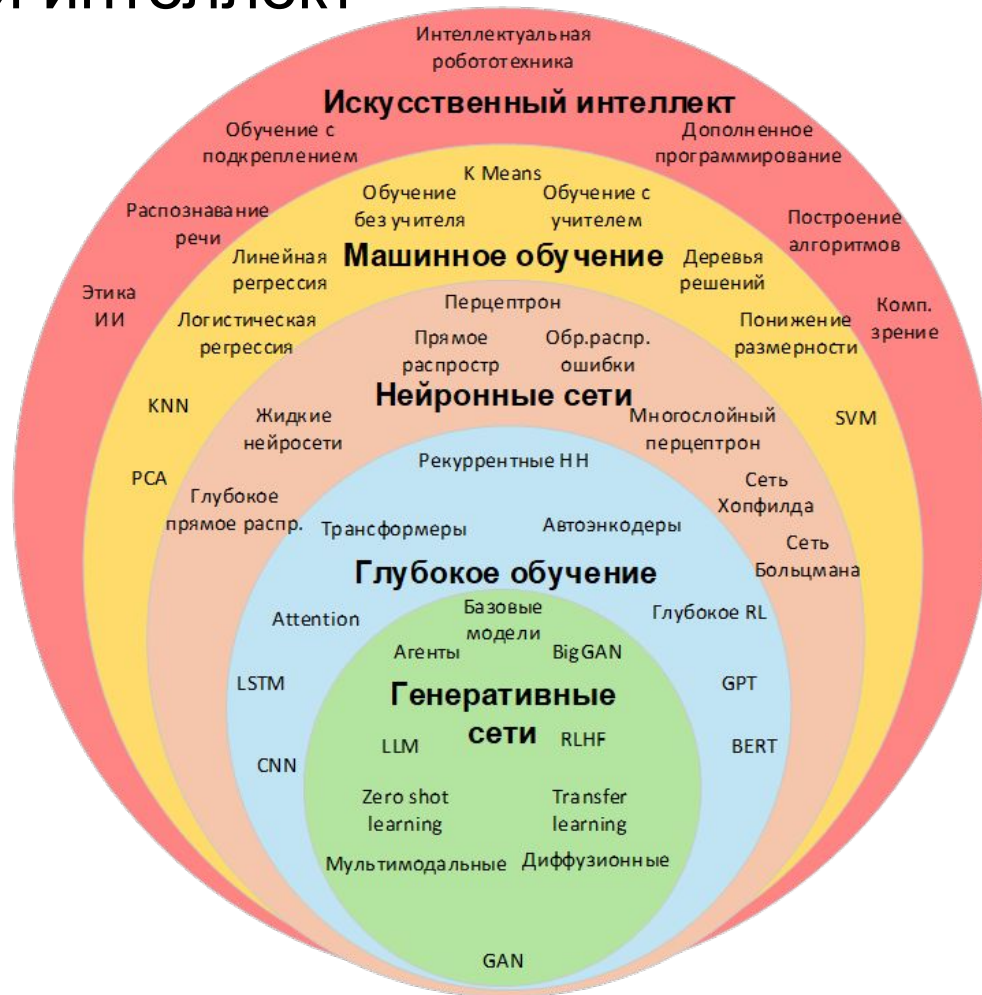 интеллект
Интеллектуальная
робототехника
Искусственный интеллект
Обучение с
подкреплением
Дополненное
программирование
K Means
Обучение
без учителя
Обучение с
учителем
Распознавание
речи
Построение
алгоритмов
Линейная
регрессия
Машинное обучение
Деревья
решений
Этика
ИИ
Комп.
зрение
Логистическая
регрессия
Перцептрон
Понижение
размерности
Прямое
распростр
Обр.распр.
ошибки
Нейронные сети
KNN
SVM
Жидкие
нейросети
Многослойный
перцептрон
Рекуррентные НН
PCA
Сеть
Хопфилда
Глубокое
прямое распр.
Трансформеры
Автоэнкодеры
Сеть
Больцмана
Глубокое обучение
Attention
Базовые
модели
Глубокое RL
Агенты
BigGAN
LSTM
GPT
Генеративные
сети
LLM
RLHF
BERT
CNN
Zero shot
learning
Transfer
learning
Мультимодальные
Диффузионные
GAN